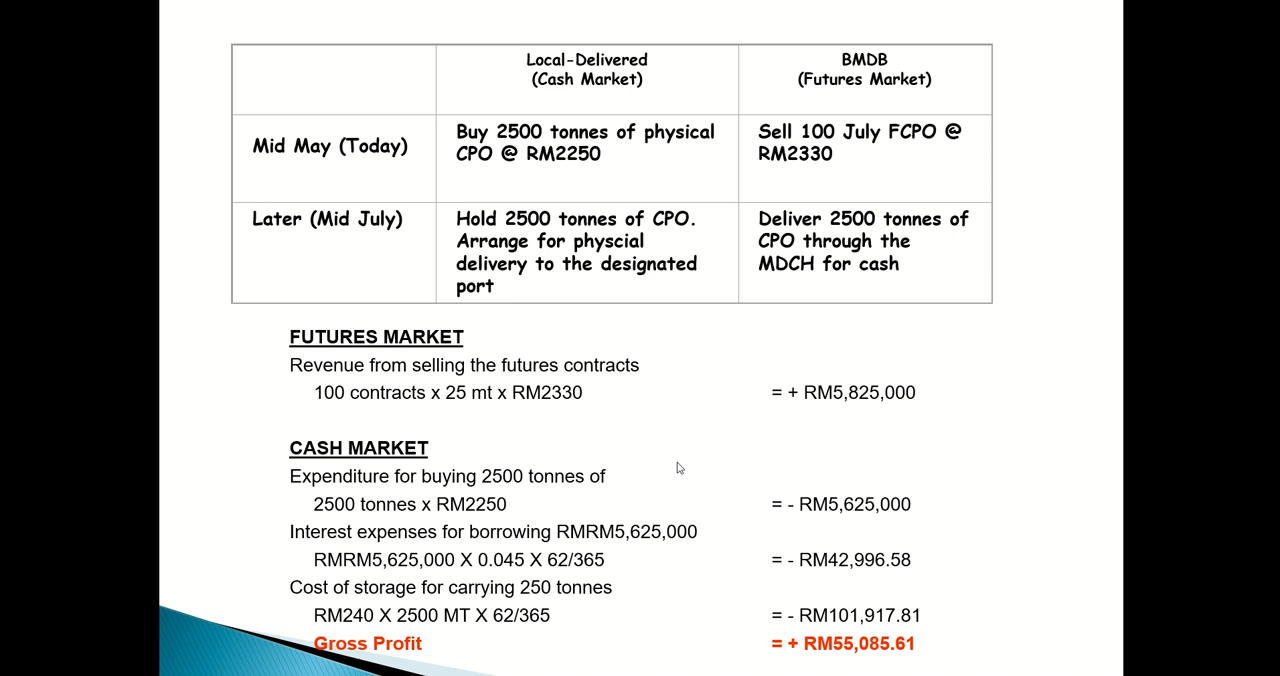 Local-Delivered
(Cash Market)
BMDB
(Futures Market)
Mid May (Today)
Buy 2500 tonnes of physical
CPO @ RM2250
Sell 100 July FCPO @
RM2330
Later (Mid July)
Hold 2500 tonnes of CPO.
Arrange for physcial
delivery to the designated
port
Deliver 2500 tonnes of
CPO through the
MDCH for cash
FUTURES MARKET
Revenue from selling the futures contracts
100 contracts x 25 mt x RM2330 = + RM5,825,000
CASH MARKET
Expenditure for buying 2500 tonnes of
2500 tonnes x RM2250 = - RM5,625,000
Interest expenses for borrowing RMRM5,625,000
RMRM5,625,000 X 0.045 X 62/365 = - RM42,996.58
Cost of storage for carrying 250 tonnes
RM240 X 2500 MT X 62/365 = - RM101,917.81
Gross Profit = + RM55,085.61